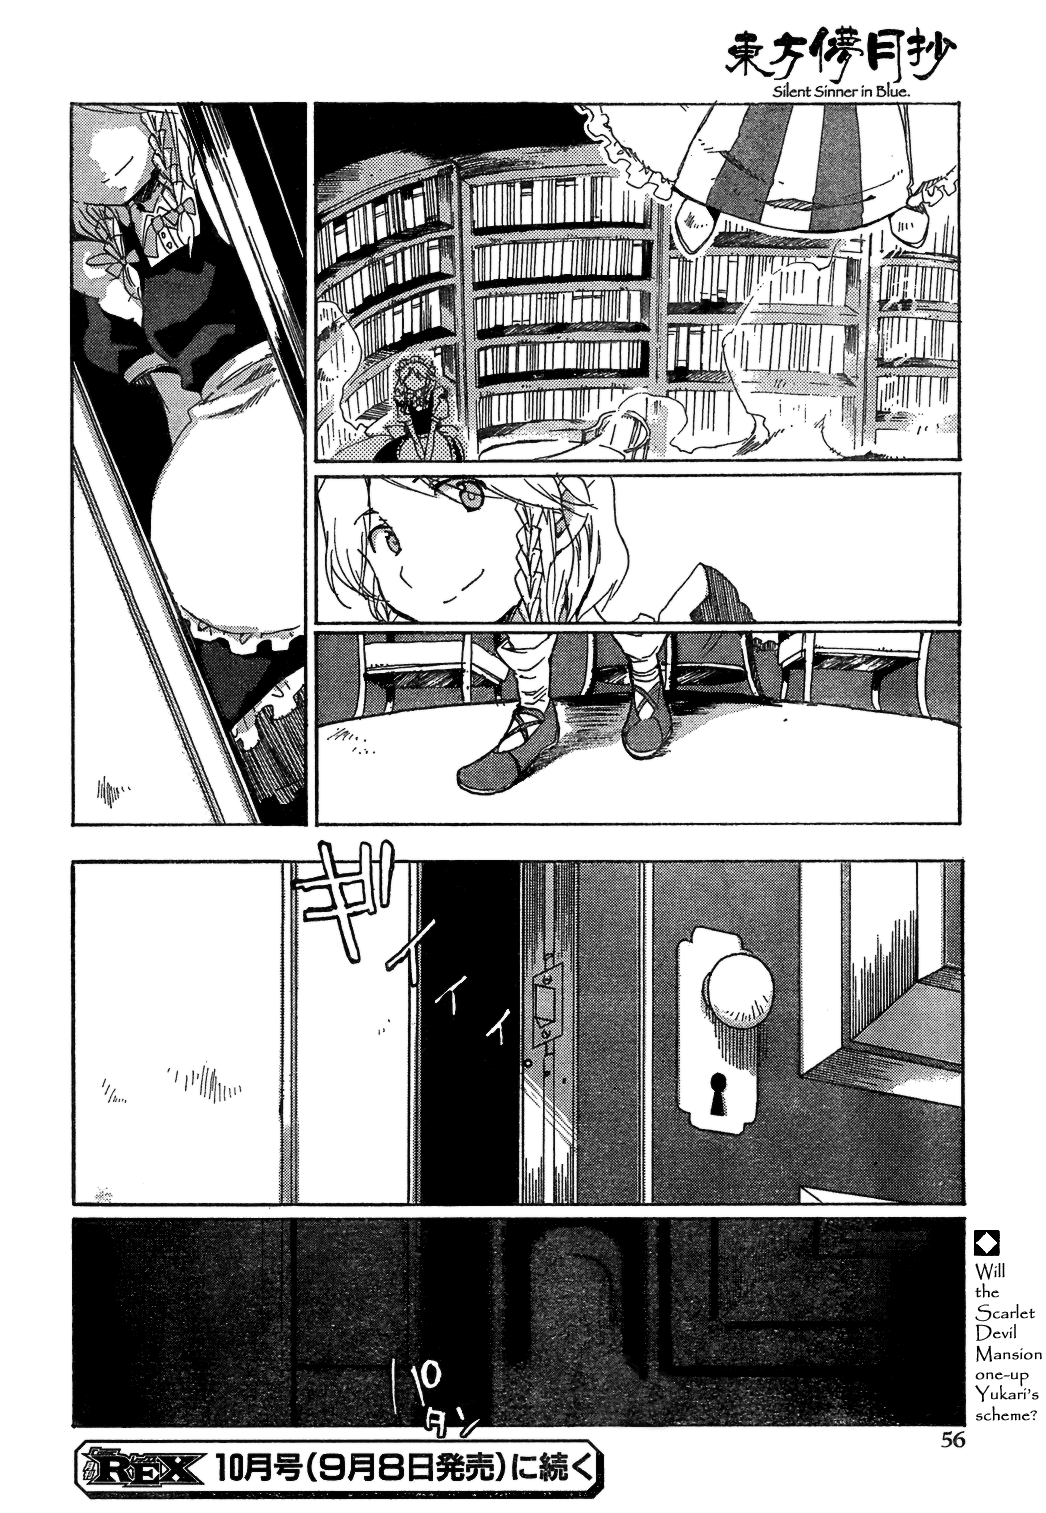 東方儚月抄
Silent Sinner in Blue.
ギイイイ
パタン
Will
the
Scarlet
Devil
Mansion
one-up
Yukari's
scheme?
56
REX 10月号(9月8日発売)に続く